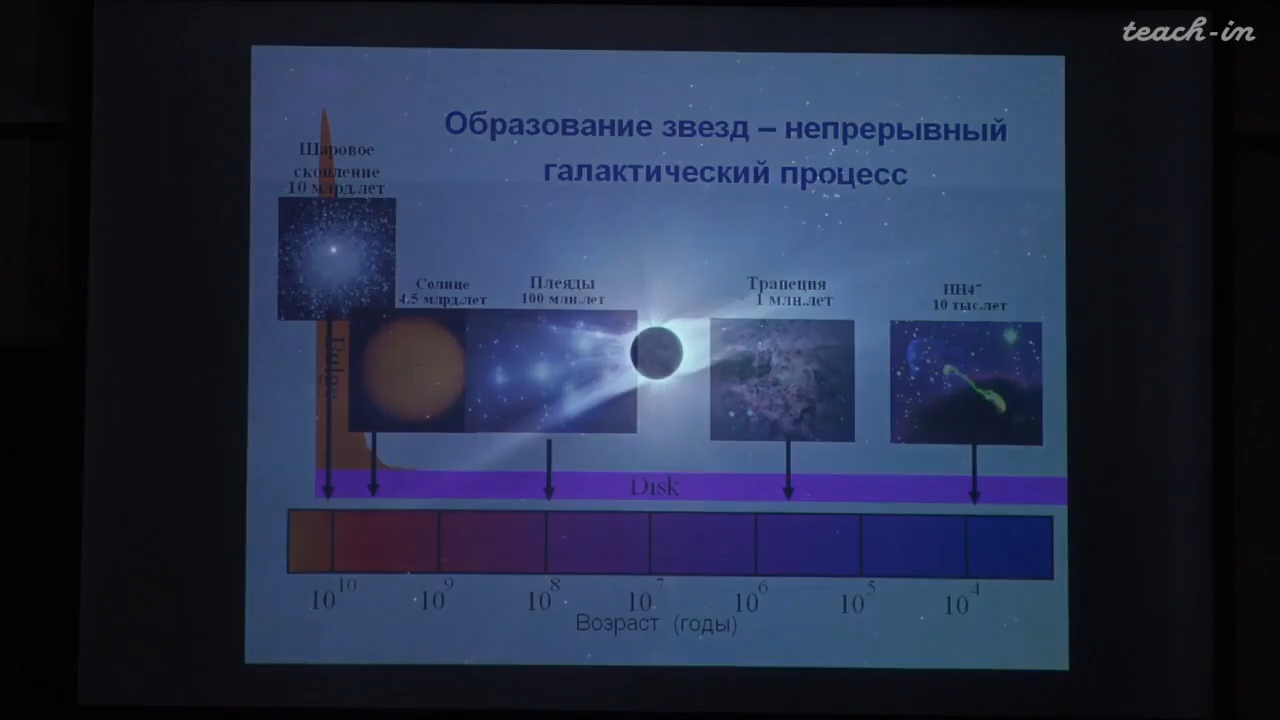 teach-in
Образование звезд – непрерывный
галактический процесс
Шаровое
скопление
10 млрд.лет
Солнце
4.5 млрд.лет
Плеяды
100 млн.лет
Трапеция
1 млн.лет
10 тыс.лет
Bulge
Disk
10^10 10^9 10^8 10^7 10^6 10^5 10^4
Возраст (годы)